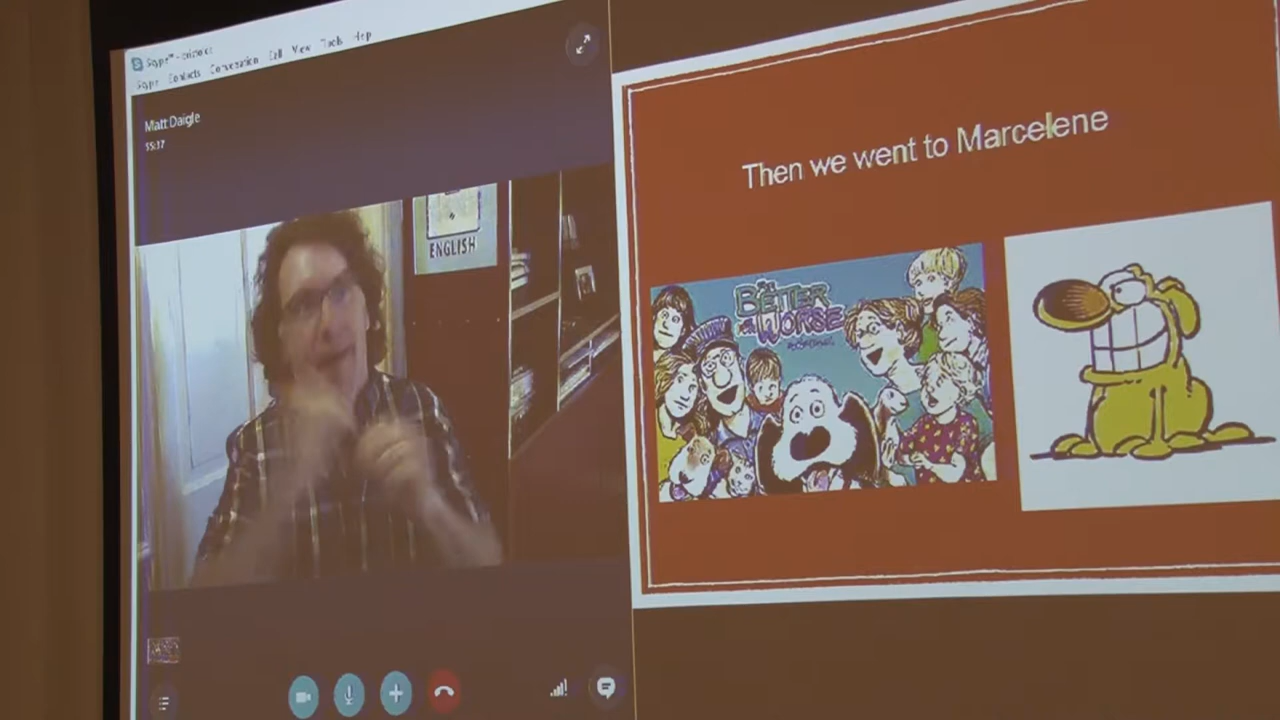 Skype
Skype Contacts Conversation Call View Tools Help
Matt Daigle
55:37
ENGLISH
Then we went to Marcelene
BETTER
WORSE